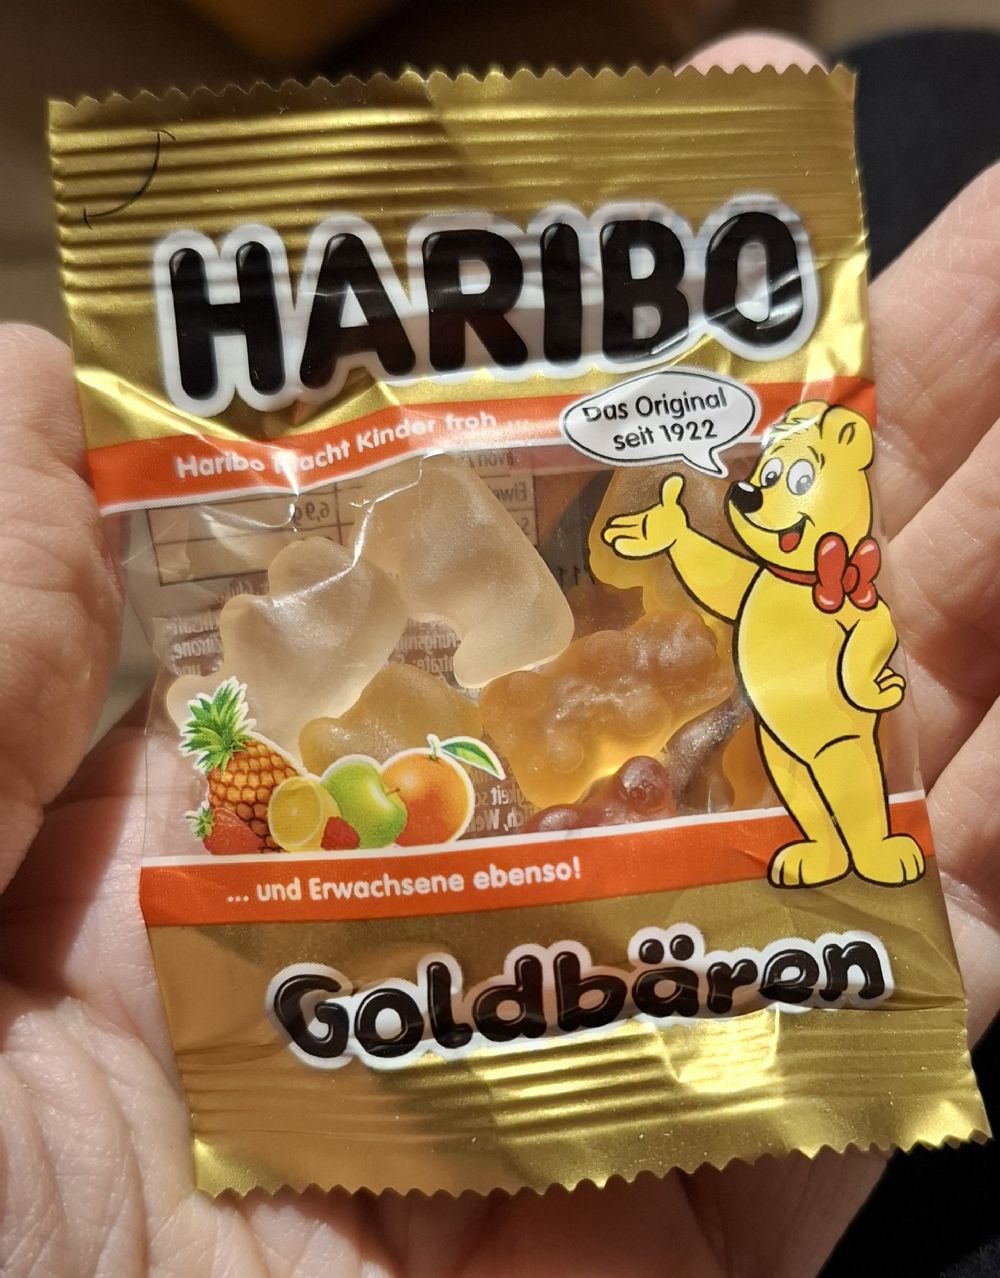 HARIBO
Haribo macht Kinder froh ...
Das Original
seit 1922
... und Erwachsene ebenso!
Goldbären